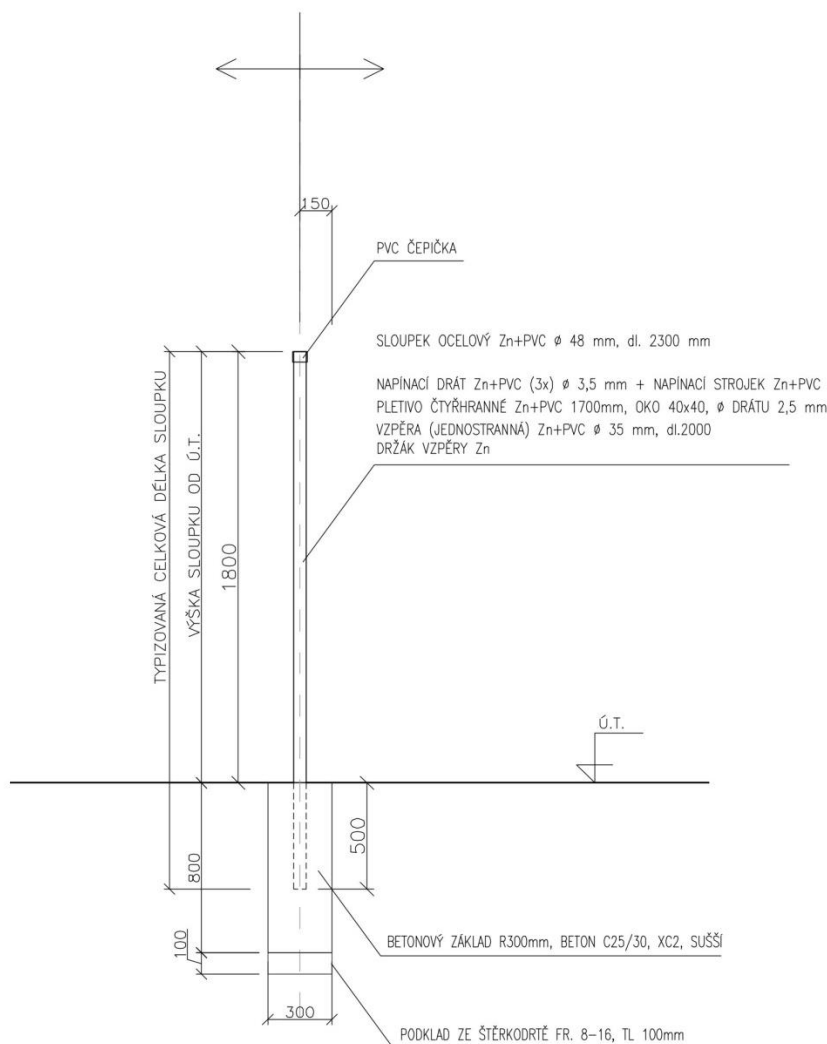 150
PVC ČEPIČKA
SLOUPEK OCELOVÝ Zn+PVC ø 48 mm, dl. 2300 mm
NAPÍNACÍ DRÁT Zn+PVC (3x) ø 3,5 mm + NAPÍNACÍ STROJEK Zn+PVC
PLETIVO ČTYŘHRANNÉ Zn+PVC 1700mm, OKO 40x40, ø DRÁTU 2,5 mm
VZPĚRA (JEDNOSTRANNÁ) Zn+PVC ø 35 mm, dl.2000
DRŽÁK VZPĚRY Zn
TYPIZOVANÁ CELKOVÁ DÉLKA SLOUPKU
VÝŠKA SLOUPKU OD Ú.T.
1800
Ú.T.
500
800
100
BETONOVÝ ZÁKLAD R300mm, BETON C25/30, XC2, SUŠŠÍ
300
PODKLAD ZE ŠTĚRKODRTĚ FR. 8-16, TL 100mm